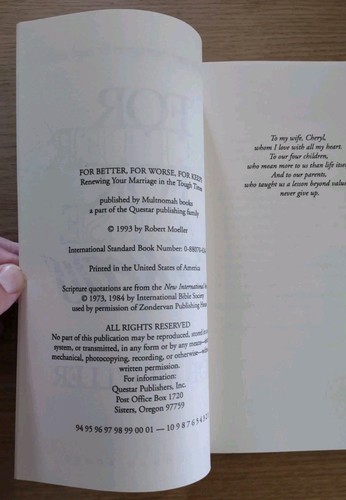 FOR BETTER, FOR WORSE, FOR KEEPS
Renewing Your Marriage in the Tough Times
published by Multnomah books
a part of the Questar publishing family
© 1993 by Robert Moeller
International Standard Book Number: 0-88070-
Printed in the United States of America
Scripture quotations are from the New International
© 1973, 1984 by International Bible Society
used by permission of Zondervan Publishing House
ALL RIGHTS RESERVED
No part of this publication may be reproduced, stored in
system, or transmitted, in any form or by any means—
mechanical, photocopying, recording, or otherwise—
written permission.
For information:
Questar Publishers, Inc.
Post Office Box 1720
Sisters, Oregon 97759
94 95 96 97 98 99 00 01 — 10 9 8 7 6 5 4 3
To my wife, Cheryl,
whom I love with all my heart.
To our four children,
who mean more to us than life
And to our parents,
who taught us a lesson beyond
never give up.